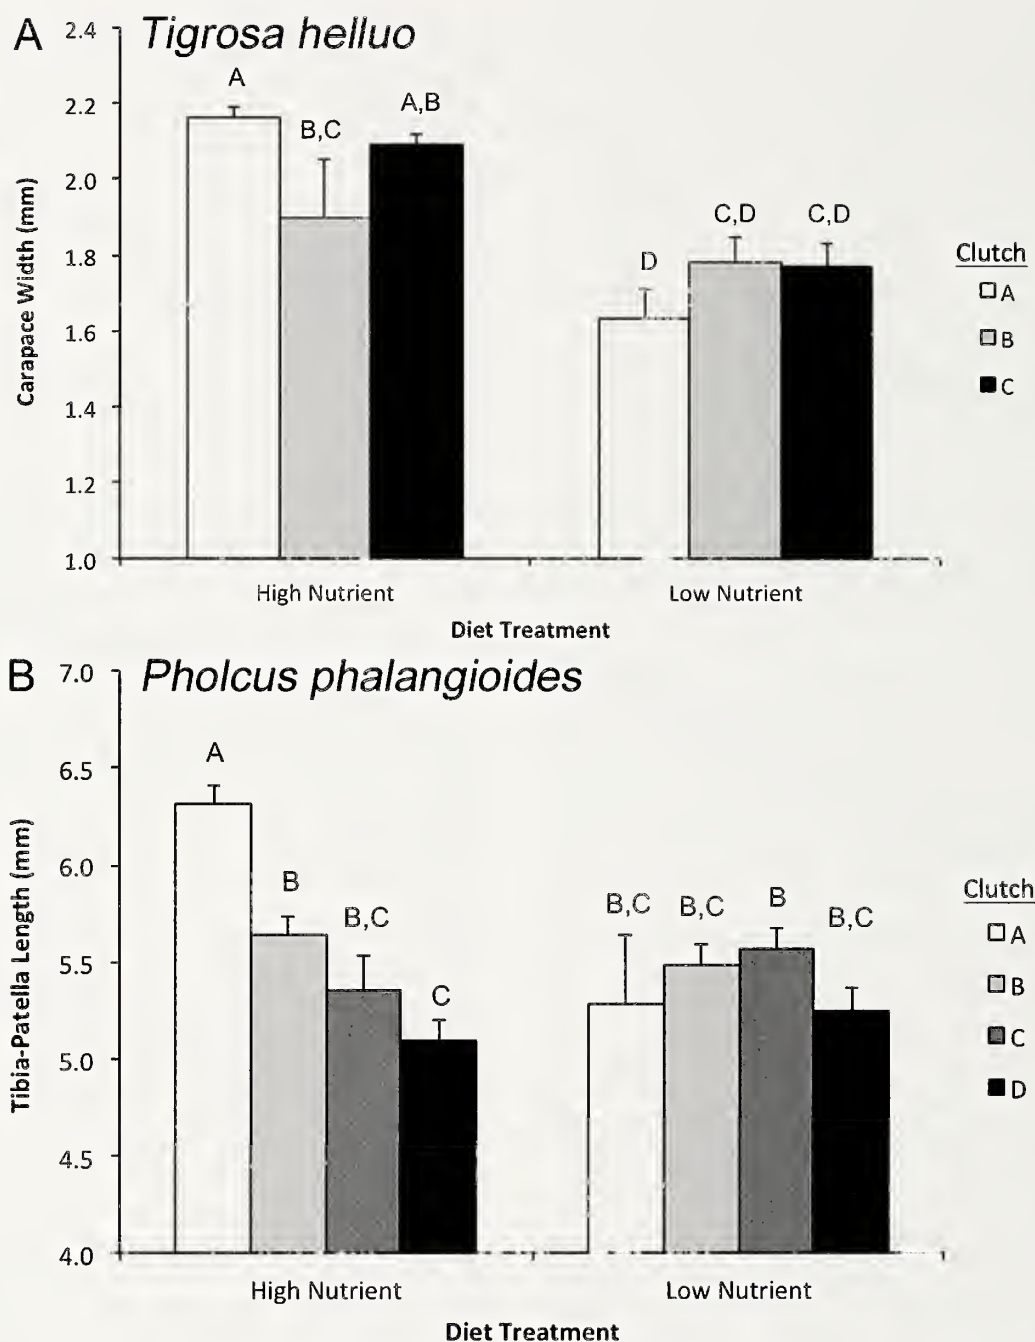 A Tigrosa helluo
2.4
2.2
2.0
1.8
1.6
1.4
1.2
1.0
Carapace Width (mm)
A
B,C
A,B
D
C,D
C,D
High Nutrient
Low Nutrient
Diet Treatment
Clutch
A
B
C
B Pholcus phalangioides
7.0
6.5
6.0
5.5
5.0
4.5
4.0
Tibia-Patella Length (mm)
A
B
B,C
C
B,C
B,C
B
B,C
High Nutrient
Low Nutrient
Diet Treatment
Clutch
A
B
C
D